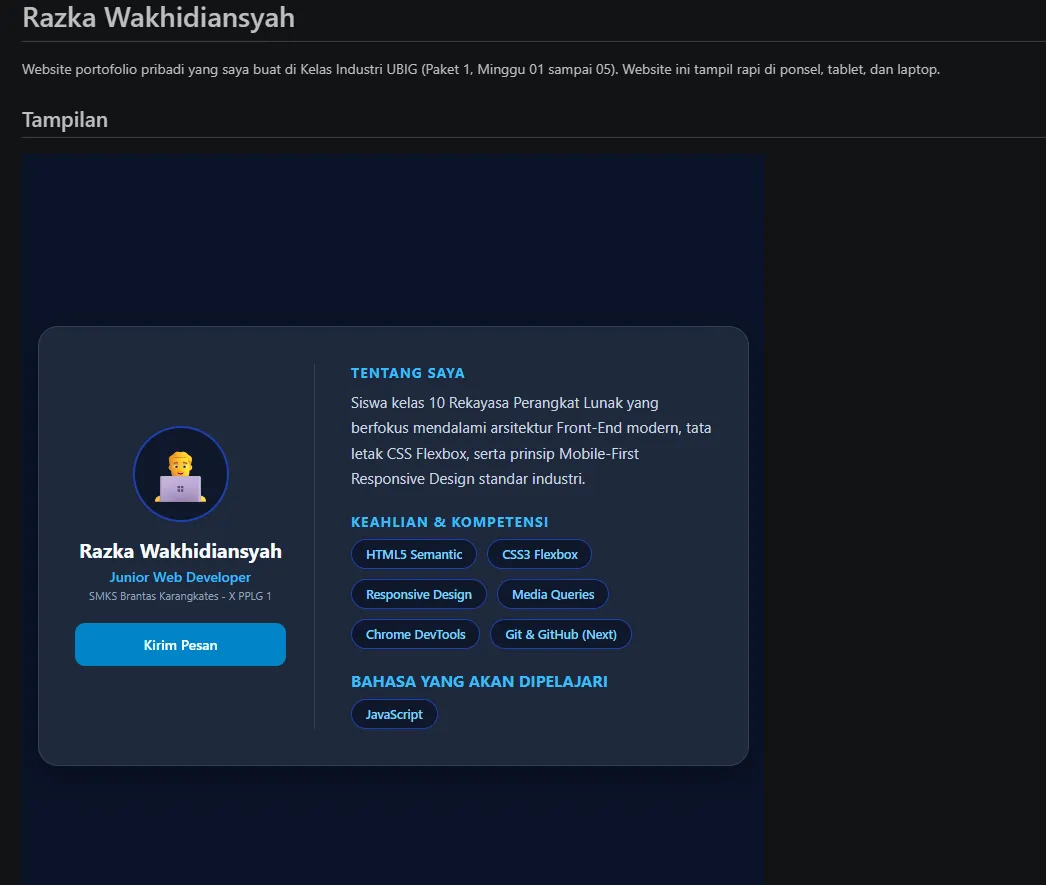 Razka Wakhidiansyah
Website portofolio pribadi yang saya buat di Kelas Industri UBIG (Paket 1, Minggu 01 sampai 05). Website ini tampil rapi di ponsel, tablet, dan laptop.
Tampilan
Razka Wakhidiansyah
Junior Web Developer
SMKS Brantas Karangkates - X PPLG 1
Kirim Pesan
TENTANG SAYA
Siswa kelas 10 Rekayasa Perangkat Lunak yang
berfokus mendalami arsitektur Front-End modern, tata
letak CSS Flexbox, serta prinsip Mobile-First
Responsive Design standar industri.
KEAHLIAN & KOMPETENSI
HTML5 Semantic
CSS3 Flexbox
Responsive Design
Media Queries
Chrome DevTools
Git & GitHub (Next)
BAHASA YANG AKAN DIPELAJARI
JavaScript